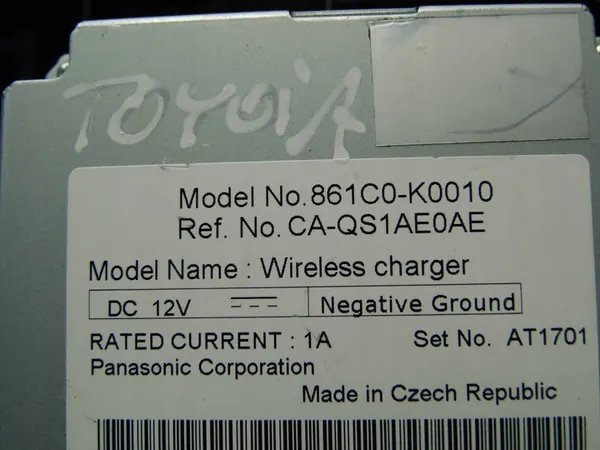 TOYOTA
Model No.861C0-K0010
Ref. No.CA-QS1AE0AE
Model Name : Wireless charger
DC 12V Negative Ground
RATED CURRENT : 1A Set No. AT1701
Panasonic Corporation
Made in Czech Republic